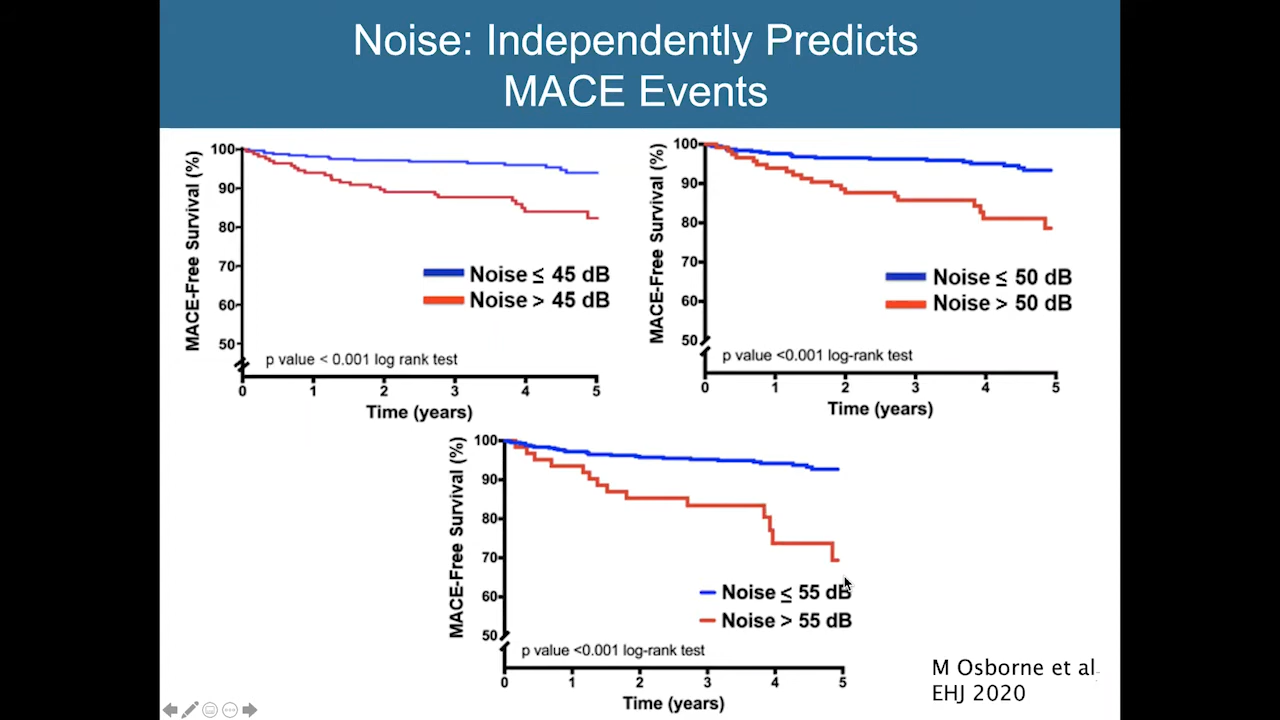 Noise: Independently Predicts
MACE Events
MACE-Free Survival (%)
100
90
80
70
60
50
Noise ≤ 45 dB
Noise > 45 dB
p value < 0.001 log rank test
0 1 2 3 4 5
Time (years)
MACE-Free Survival (%)
100
90
80
70
60
50
Noise ≤ 50 dB
Noise > 50 dB
p value <0.001 log-rank test
0 1 2 3 4 5
Time (years)
MACE-Free Survival (%)
100
90
80
70
60
50
Noise ≤ 55 dB
Noise > 55 dB
p value <0.001 log-rank test
0 1 2 3 4 5
Time (years)
M Osborne et al
EHJ 2020